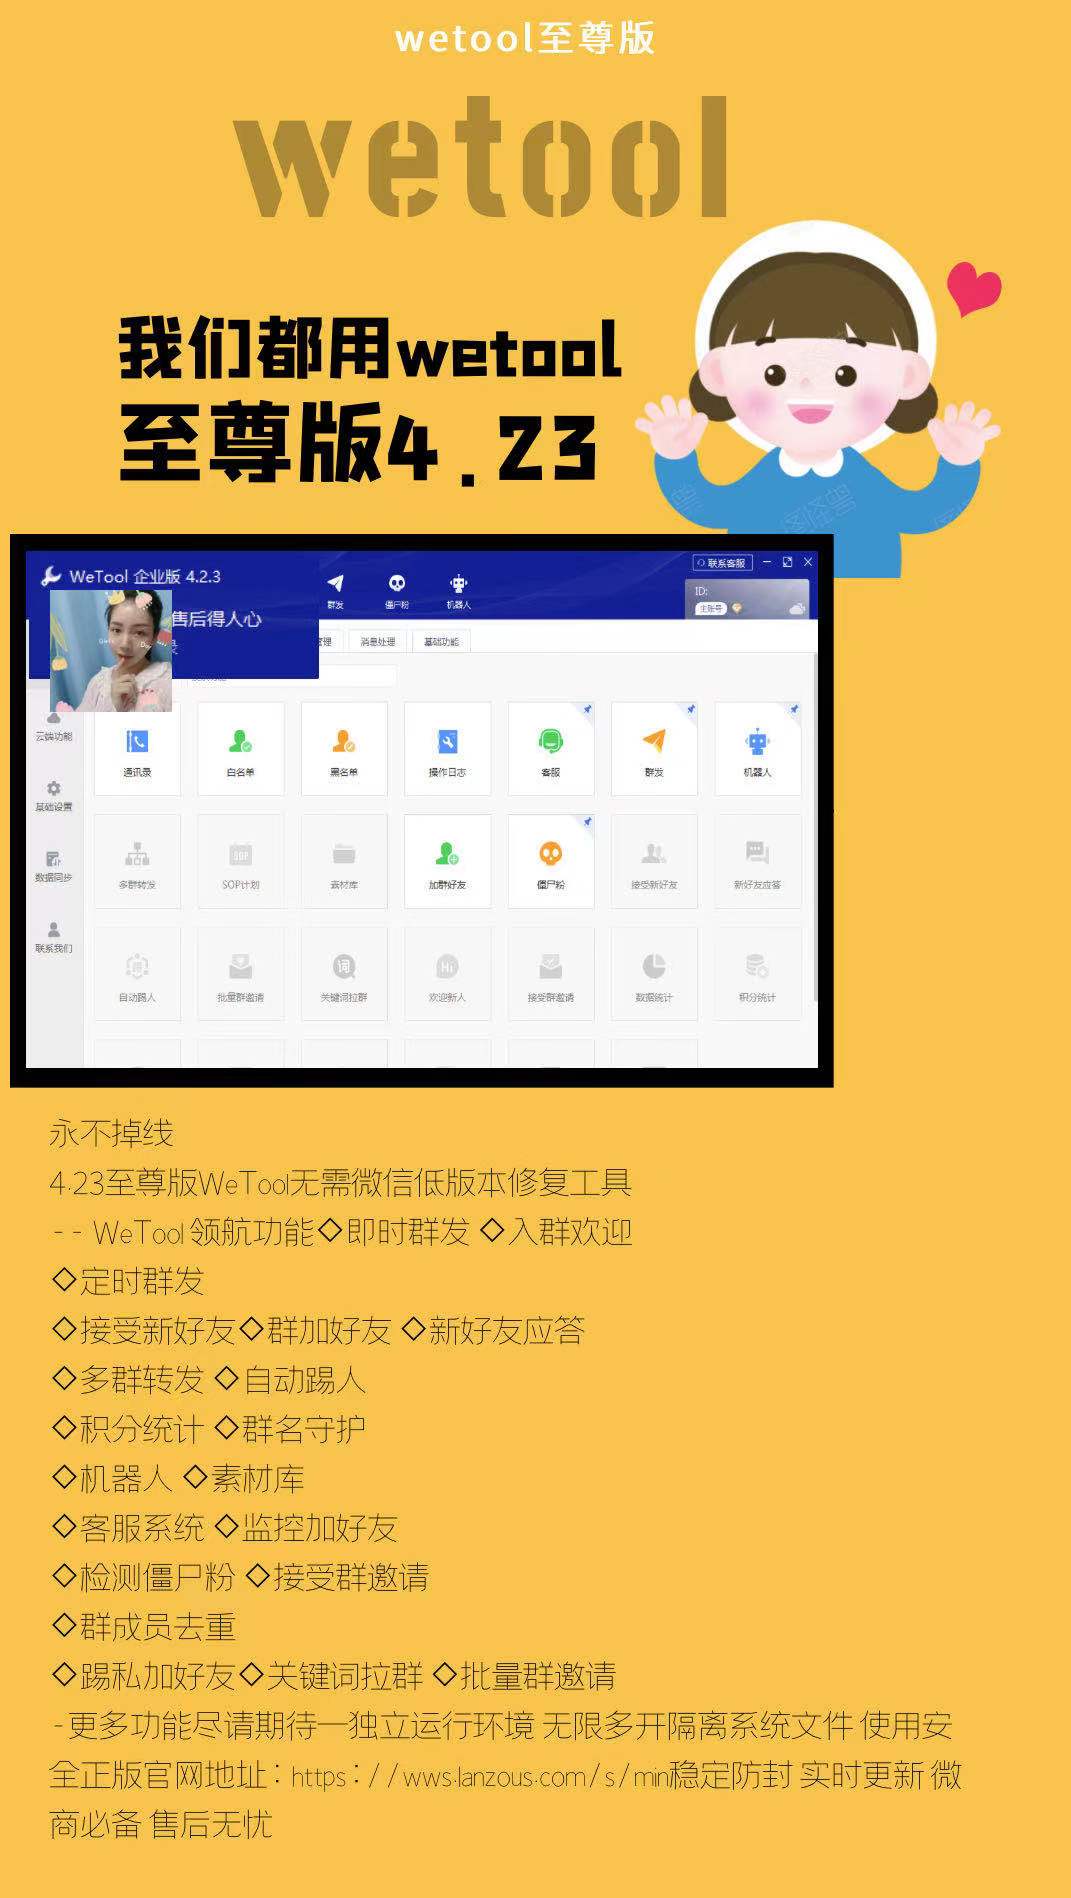 wetool至尊版
wetool
我们都用wetool
至尊版4.23
WeTool 企业版 4.2.3
售后得人心
群发
僵尸粉
机器人
联系客服
ID:
主账号
管理
消息处理
基础功能
云端功能
基础设置
数据同步
联系我们
通讯录
白名单
黑名单
操作日志
客服
群发
机器人
多群转发
SOP
SOP计划
素材库
加群好友
僵尸粉
接受新好友
新好友应答
自动踢人
批量群邀请
词
关键词拉群
Hi
欢迎新人
接受群邀请
数据统计
积分统计
永不掉线
4.23至尊版WeTool无需微信低版本修复工具
-- WeTool 领航功能◇即时群发 ◇入群欢迎
◇定时群发
◇接受新好友◇群加好友 ◇新好友应答
◇多群转发 ◇自动踢人
◇积分统计 ◇群名守护
◇机器人 ◇素材库
◇客服系统 ◇监控加好友
◇检测僵尸粉 ◇接受群邀请
◇群成员去重
◇踢私加好友◇关键词拉群 ◇批量群邀请
-更多功能尽请期待—独立运行环境 无限多开隔离系统文件 使用安
全正版官网地址：https://wws.lanzous.com/s/min稳定防封 实时更新 微
商必备 售后无忧